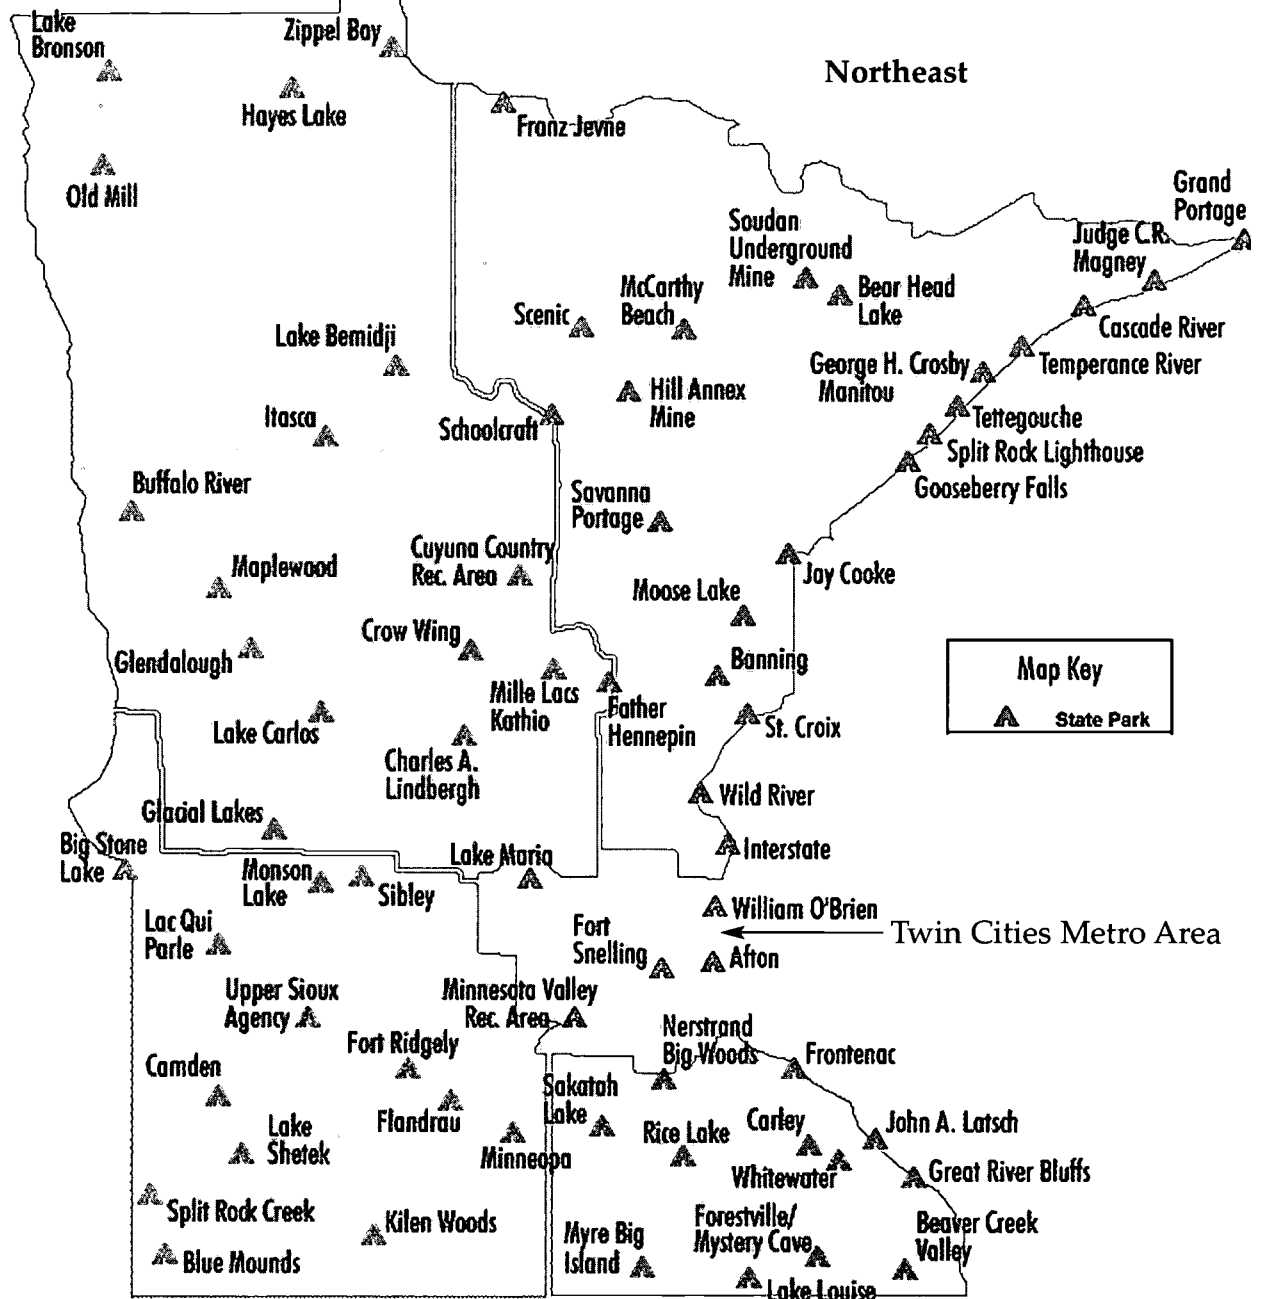 Lake
Bronson
Zippel Bay
Northeast
Hayes Lake
Franz Jevne
Old Mill
Grand
Portage
Soudan
Underground
Mine
Judge C.R.
Magney
McCarthy
Beach
Bear Head
Lake
Scenic
Cascade River
Lake Bemidji
George H. Crosby
Manitou
Temperance River
Hill Annex
Mine
Itasca
Schoolcraft
Tettegouche
Split Rock Lighthouse
Gooseberry Falls
Buffalo River
Savanna
Portage
Cuyuna Country
Rec. Area
Maplewood
Jay Cooke
Moose Lake
Crow Wing
Glendalough
Banning
Map Key
State Park
Mille Lacs
Kathio
Father
Hennepin
St. Croix
Lake Carlos
Charles A.
Lindbergh
Wild River
Glacial Lakes
Big Stone
Lake
Interstate
Lake Maria
Monson
Lake
Sibley
William O'Brien
Lac Qui
Parle
Fort
Snelling
Twin Cities Metro Area
Afton
Upper Sioux
Agency
Minnesota Valley
Rec. Area
Nerstrand
Big Woods
Fort Ridgely
Frontenac
Camden
Sakatah
Lake
Flandrau
Rice Lake
Carley
John A. Latsch
Lake
Shetek
Minneopa
Whitewater
Great River Bluffs
Split Rock Creek
Kilen Woods
Forestville/
Mystery Cave
Beaver Creek
Valley
Myre Big
Island
Blue Mounds
Lake Louise